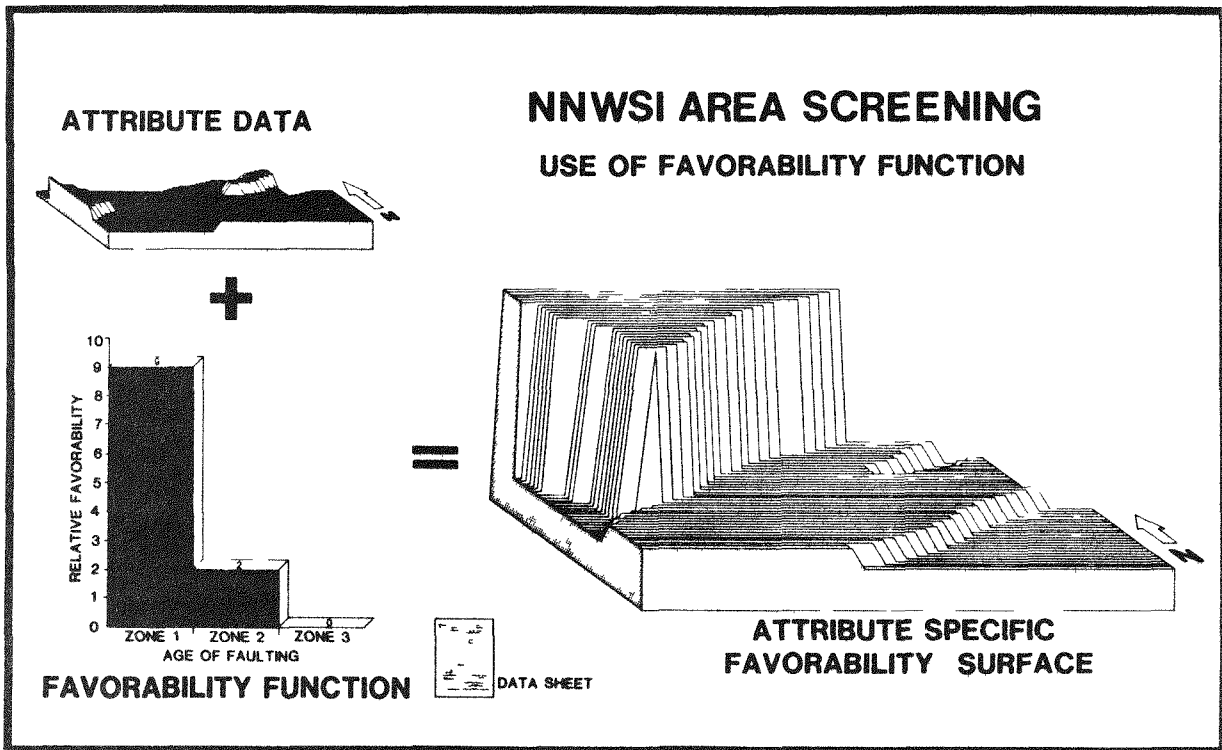 NNWSI AREA SCREENING
USE OF FAVORABILITY FUNCTION
ATTRIBUTE DATA
N
+
RELATIVE FAVORABILITY
10
9
8
7
6
5
4
3
2
1
0
2
0
ZONE 1
ZONE 2
ZONE 3
AGE OF FAULTING
FAVORABILITY FUNCTION
DATA SHEET
=
N
ATTRIBUTE SPECIFIC
FAVORABILITY SURFACE